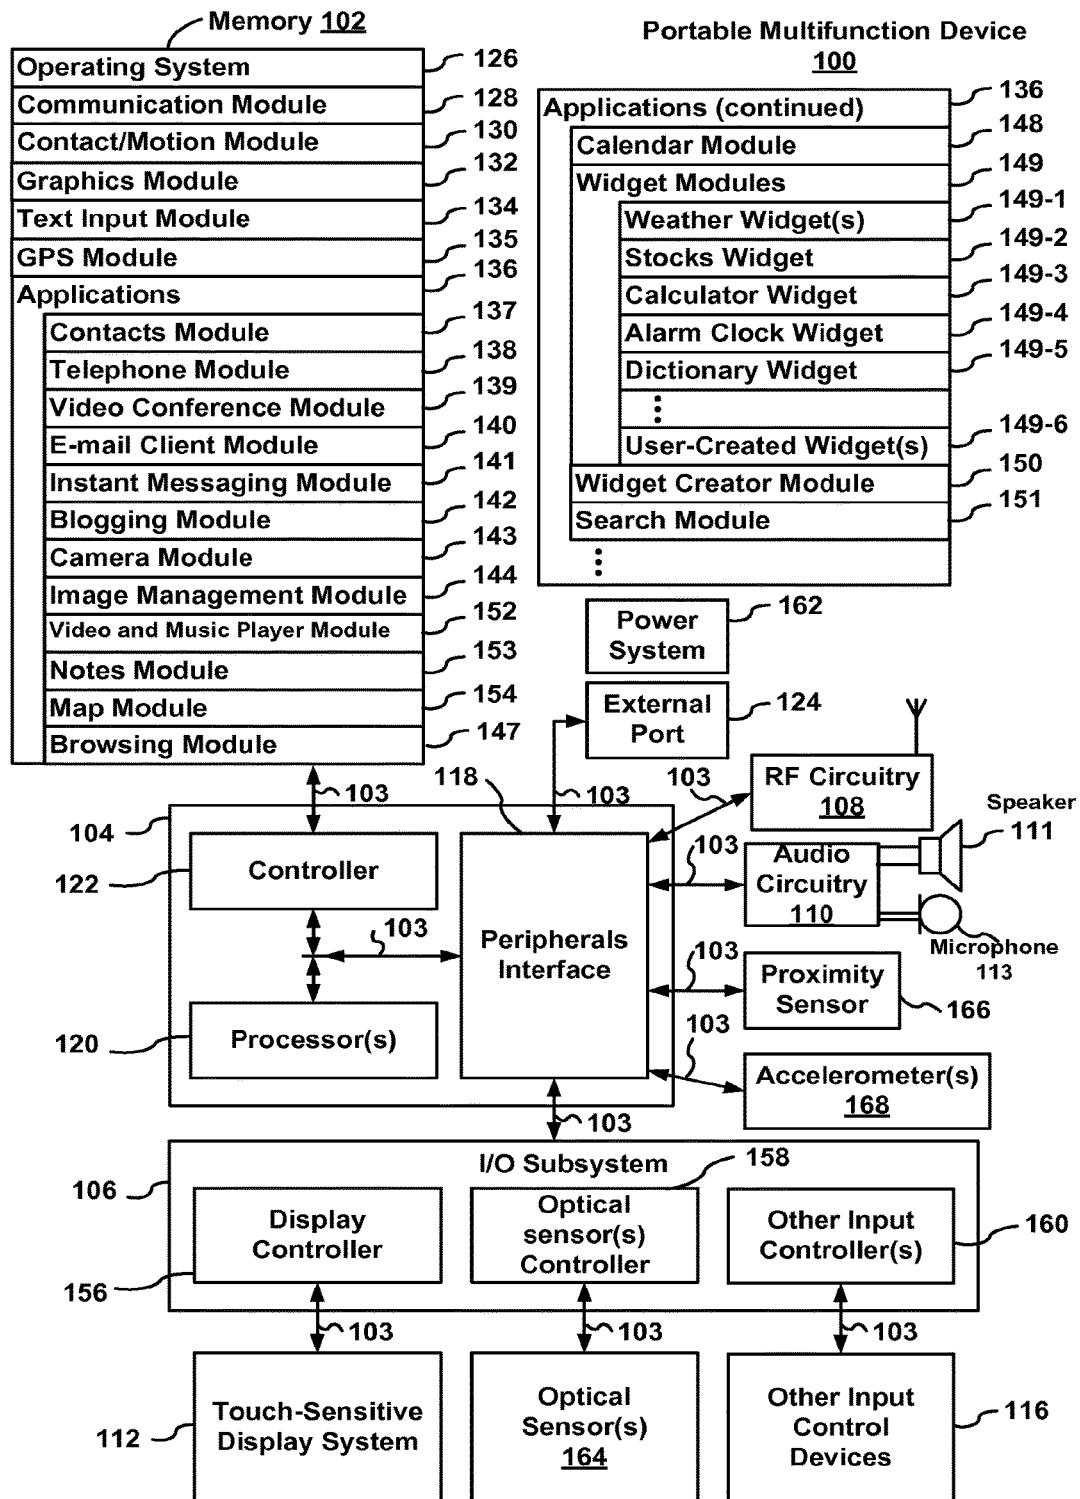 Memory 102
Operating System
126
Communication Module
128
Contact/Motion Module
130
Graphics Module
132
Text Input Module
134
GPS Module
135
Applications
136
Contacts Module
137
Telephone Module
138
Video Conference Module
139
E-mail Client Module
140
Instant Messaging Module
141
Blogging Module
142
Camera Module
143
Image Management Module
144
Video and Music Player Module
152
Notes Module
153
Map Module
154
Browsing Module
147
Portable Multifunction Device
100
Applications (continued)
136
Calendar Module
148
Widget Modules
149
Weather Widget(s)
149-1
Stocks Widget
149-2
Calculator Widget
149-3
Alarm Clock Widget
149-4
Dictionary Widget
149-5
User-Created Widget(s)
149-6
Widget Creator Module
150
Search Module
151
Power
System
162
External
Port
124
103
118
103
103
RF Circuitry
108
Speaker
111
104
122
Controller
103
Audio
Circuitry
110
Microphone
113
103
Peripherals
Interface
103
Proximity
Sensor
166
120
Processor(s)
103
Accelerometer(s)
168
103
I/O Subsystem
106
158
Display
Controller
156
Optical
sensor(s)
Controller
Other Input
Controller(s)
160
103
103
103
112
Touch-Sensitive
Display System
Optical
Sensor(s)
164
Other Input
Control
Devices
116